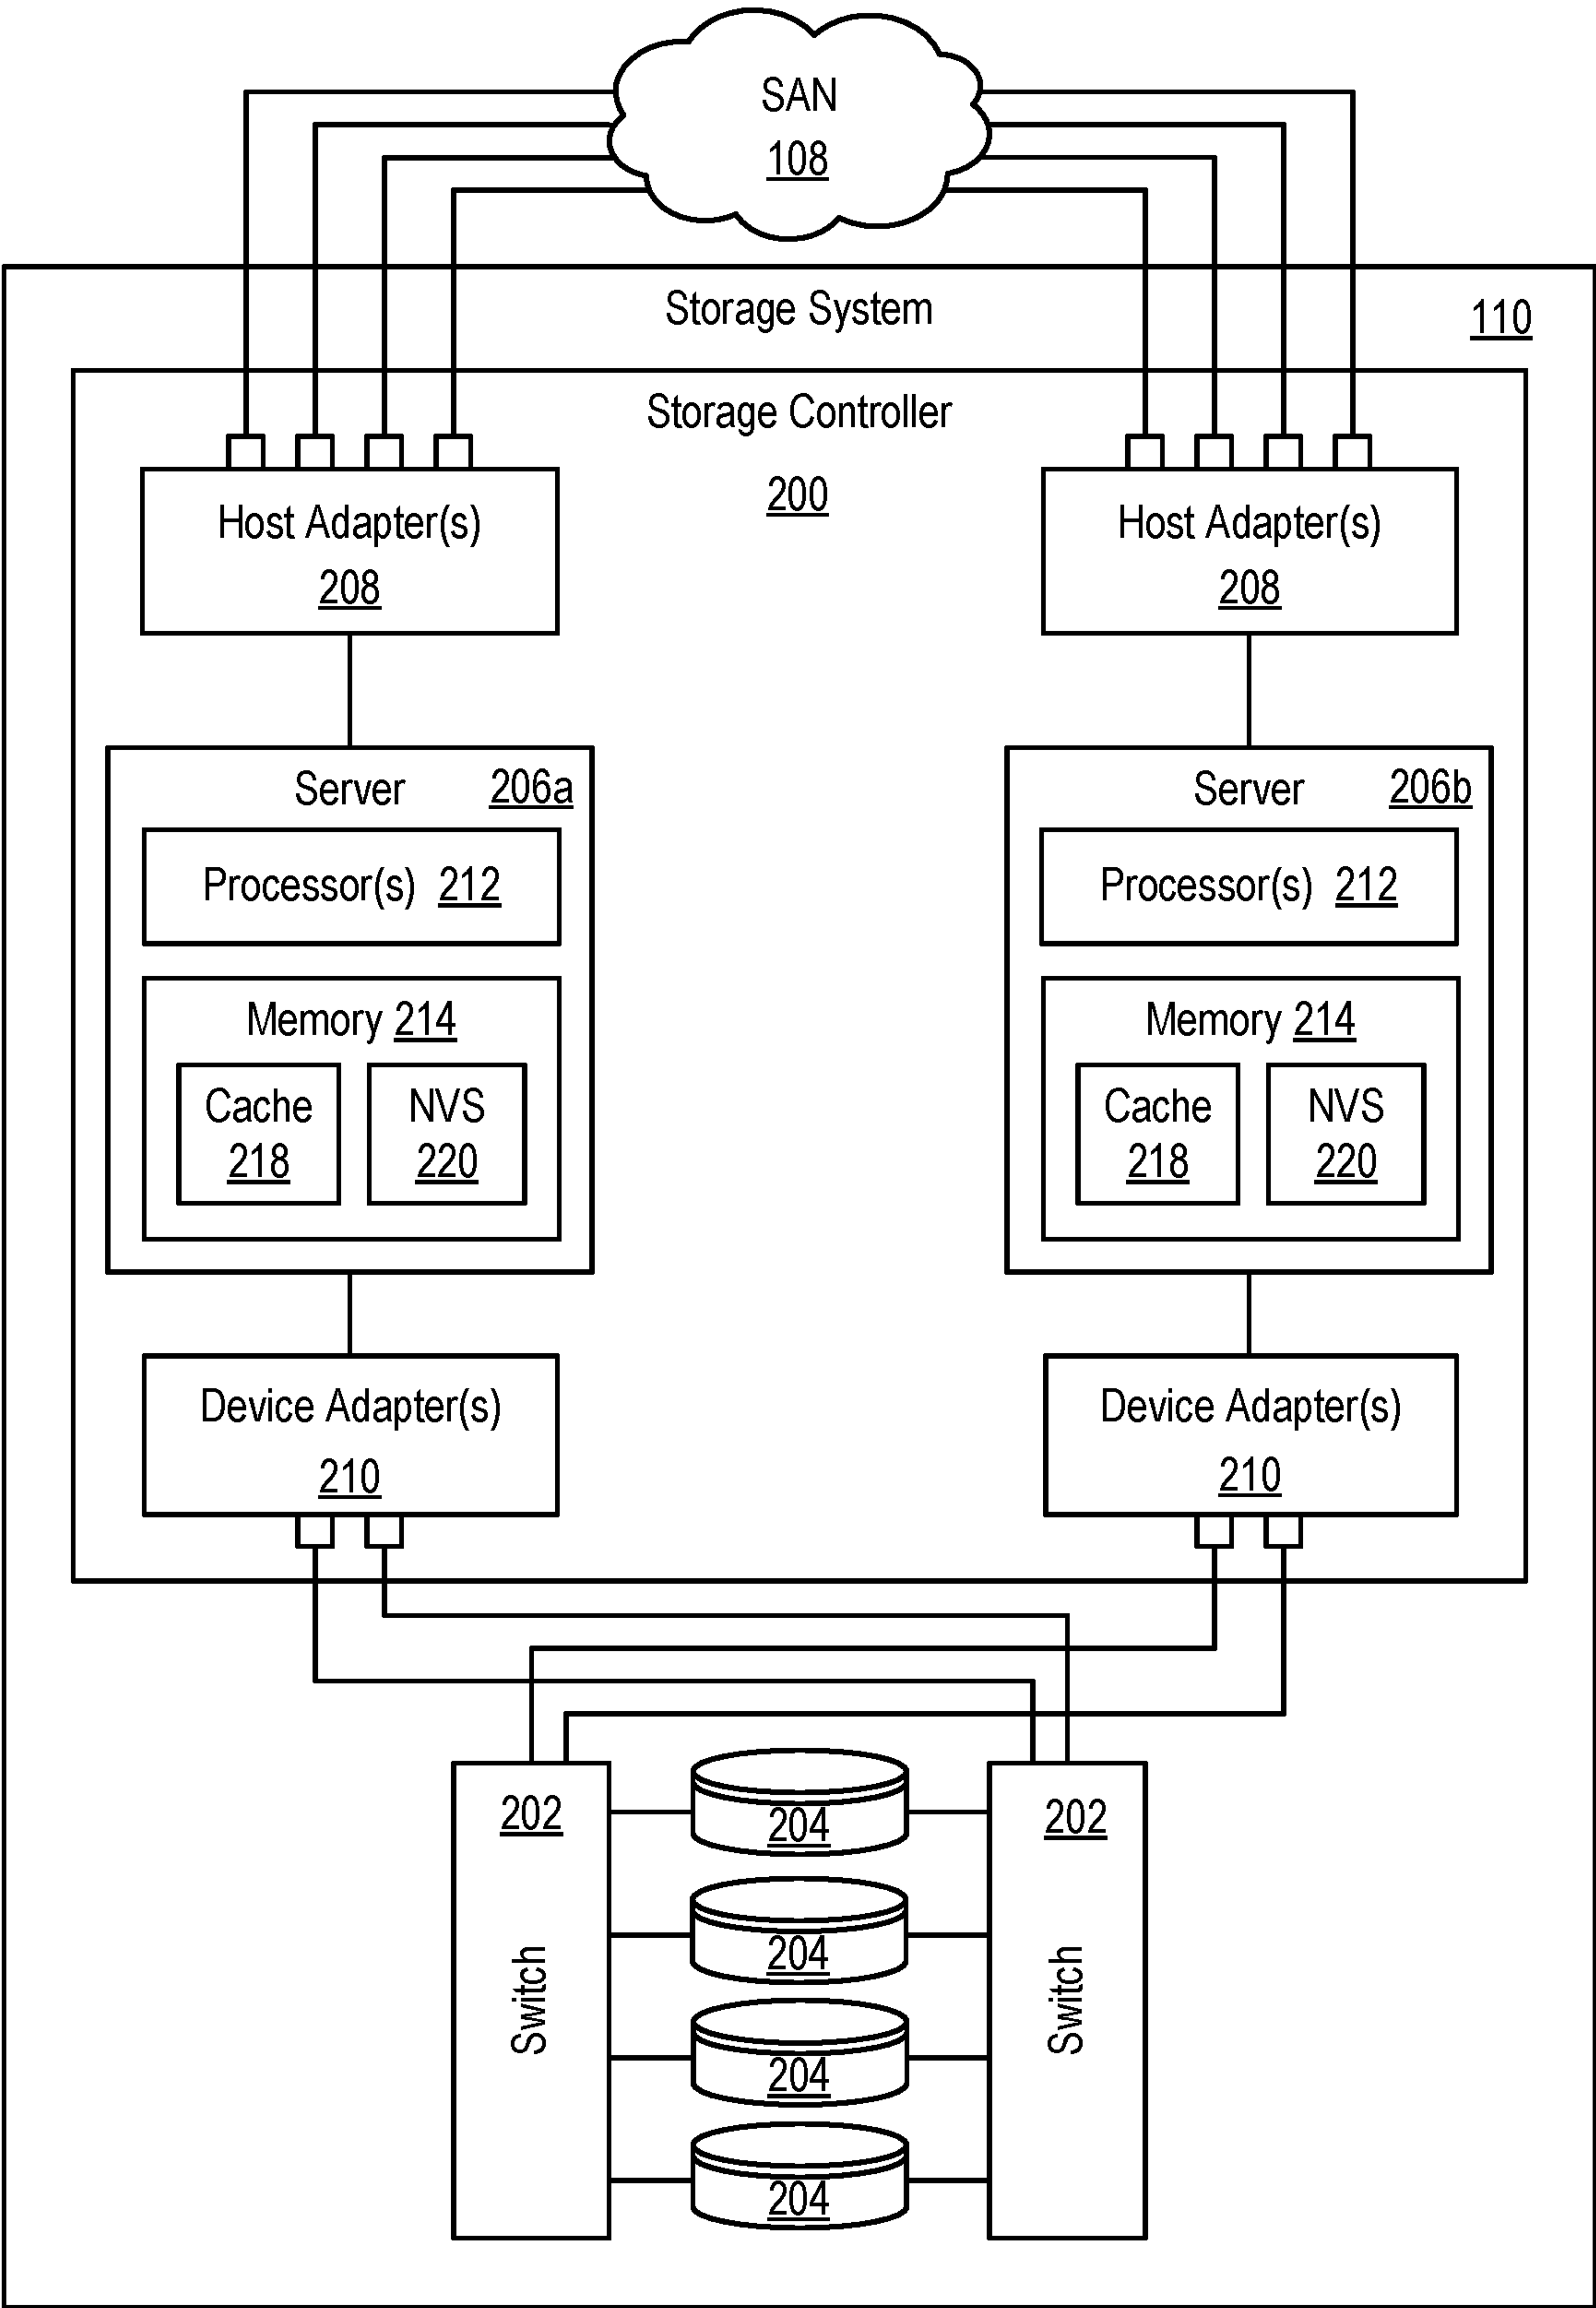 SAN
108
Storage System
110
Storage Controller
200
Host Adapter(s)
208
Host Adapter(s)
208
Server 206a
Processor(s) 212
Memory 214
Cache
218
NVS
220
Server 206b
Processor(s) 212
Memory 214
Cache
218
NVS
220
Device Adapter(s)
210
Device Adapter(s)
210
202
Switch
204
204
204
204
202
Switch